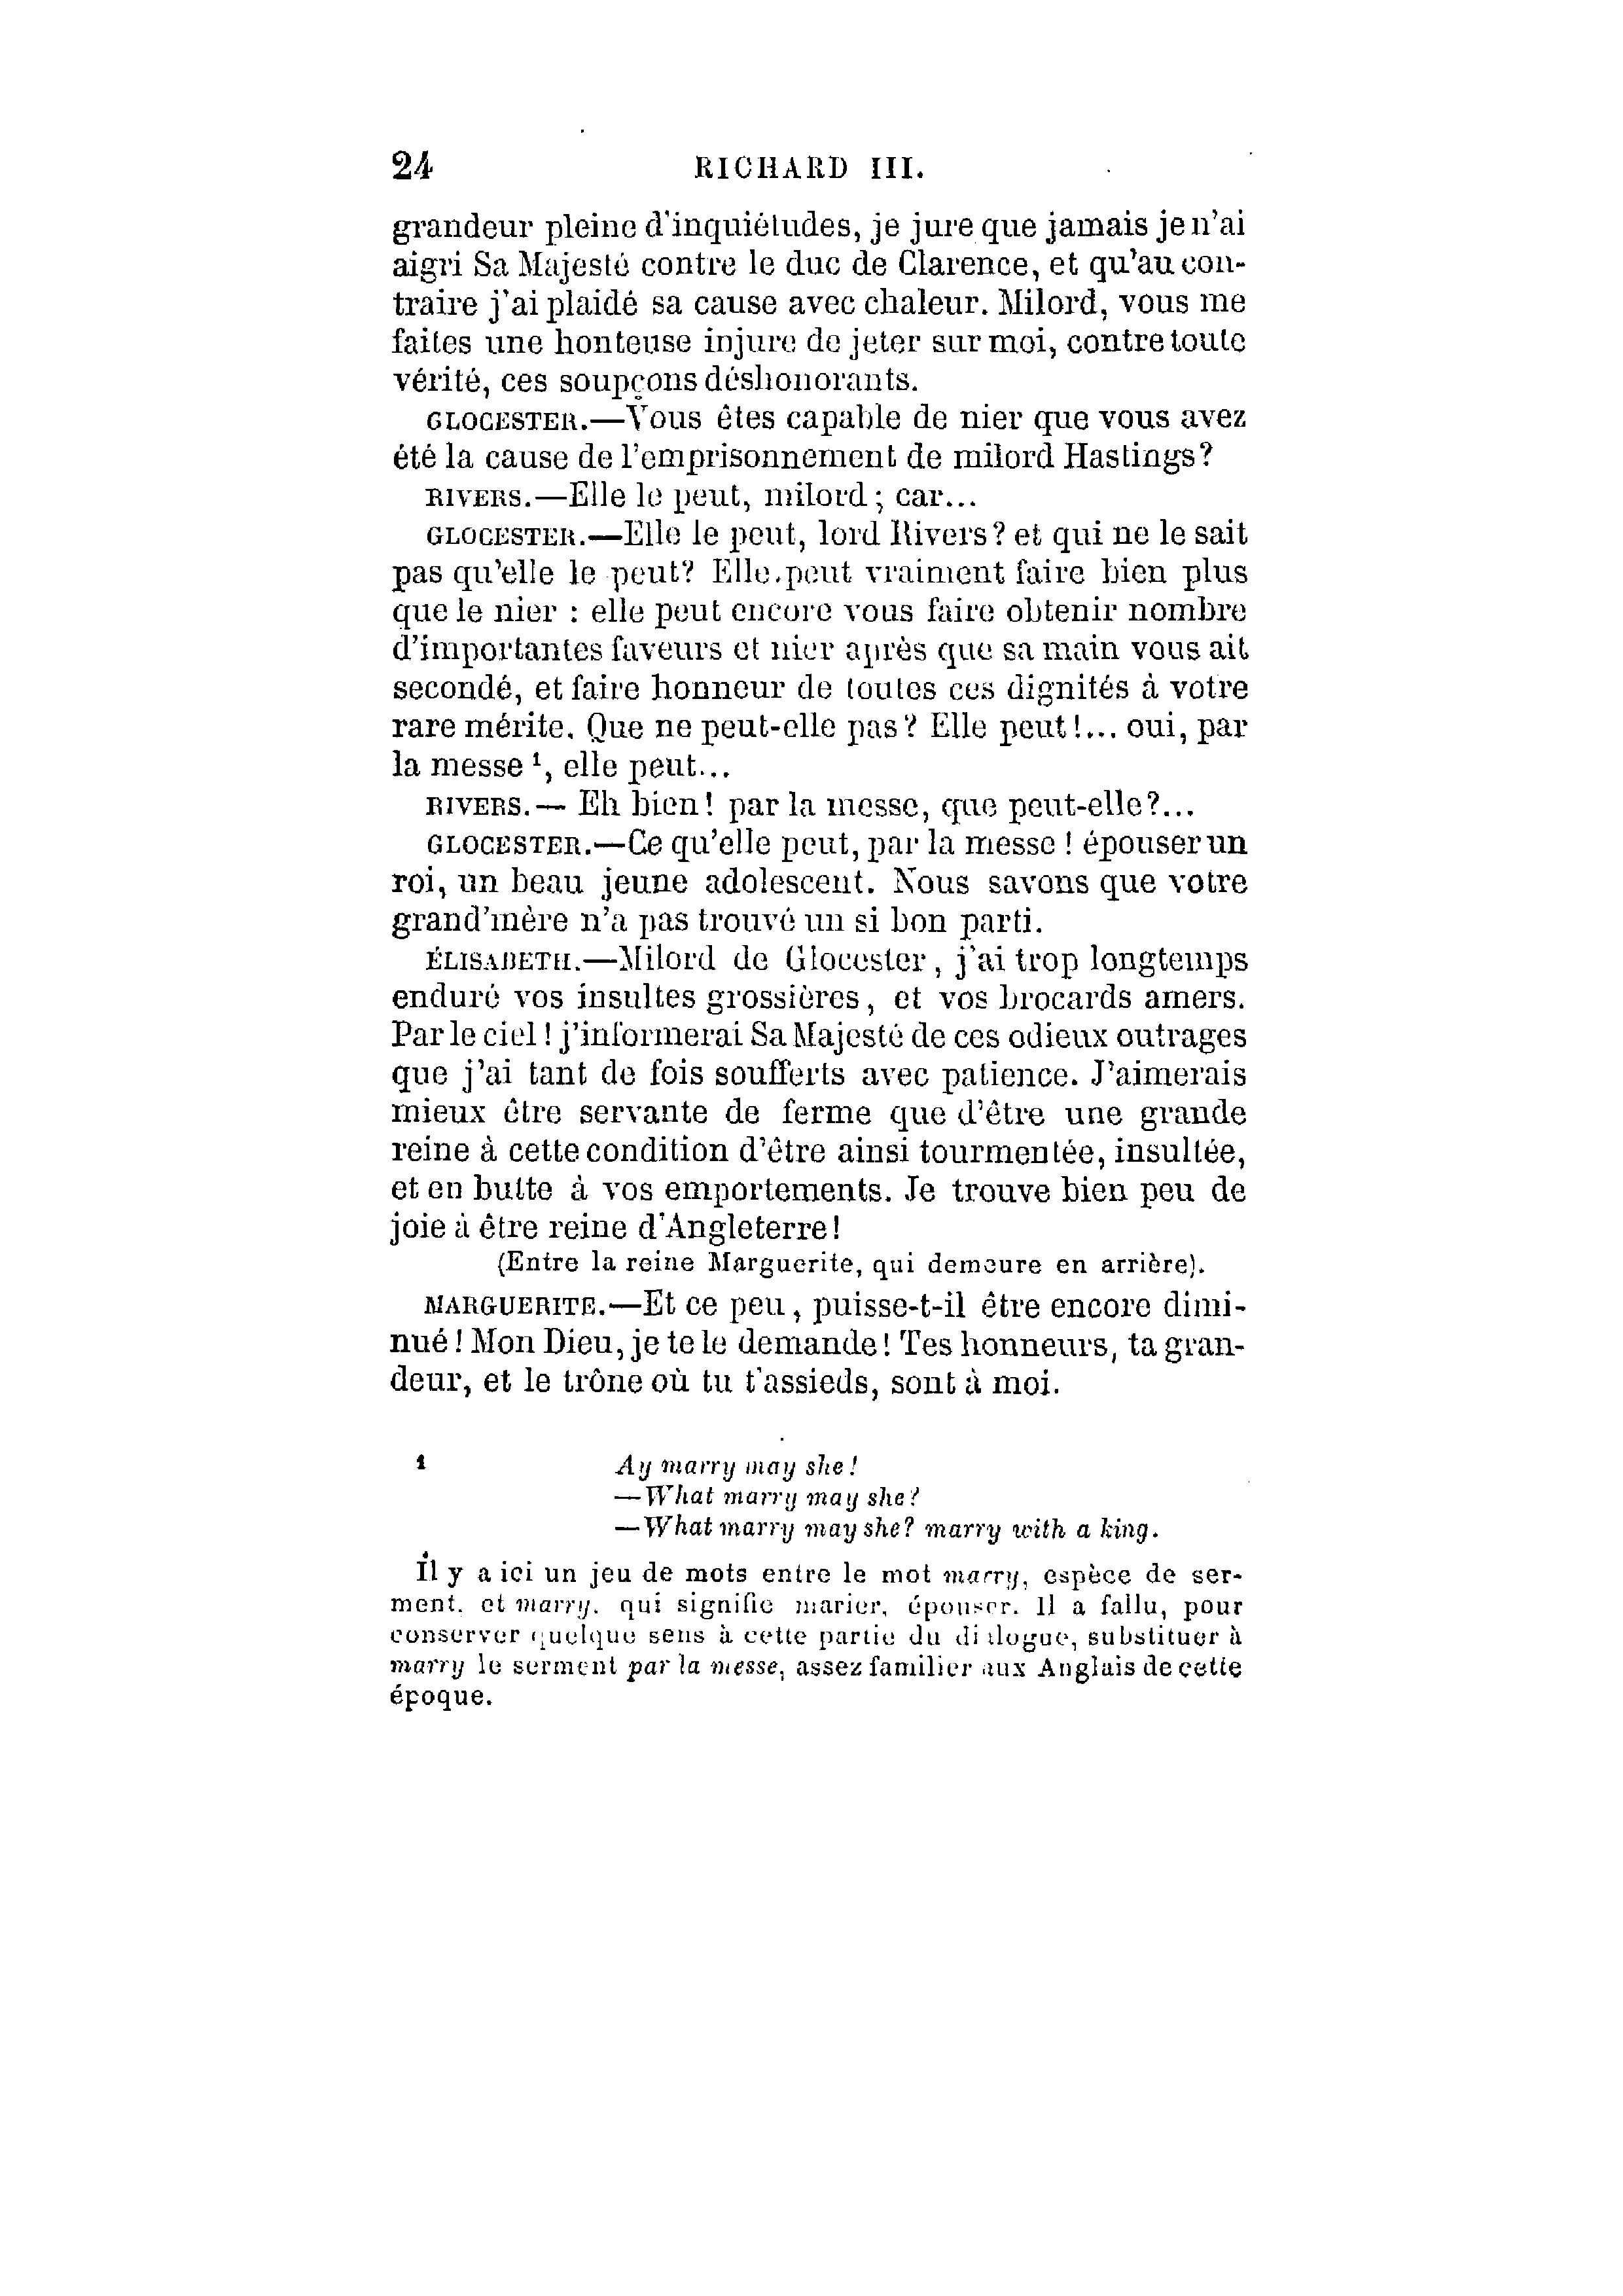 24 RICHARD III.
grandeur pleine d'inquiétudes, je jure que jamais je n'ai
aigri Sa Majesté contre le duc de Clarence, et qu'au con-
traire j'ai plaidé sa cause avec chaleur. Milord, vous me
faites une honteuse injure de jeter sur moi, contre toute
vérité, ces soupçons déshonorants.
GLOCESTER.—Vous êtes capable de nier que vous avez
été la cause de l'emprisonnement de milord Hastings?
RIVERS.—Elle le peut, milord; car...
GLOCESTER.—Elle le peut, lord Rivers? et qui ne le sait
pas qu'elle le peut? Elle peut vraiment faire bien plus
que le nier : elle peut encore vous faire obtenir nombre
d'importantes faveurs et nier après que sa main vous ait
secondé, et faire honneur de toutes ces dignités à votre
rare mérite. Que ne peut-elle pas? Elle peut!... oui, par
la messe ¹, elle peut...
RIVERS.— Eh bien! par la messe, que peut-elle?...
GLOCESTER.—Ce qu'elle peut, par la messe ! épouser un
roi, un beau jeune adolescent. Nous savons que votre
grand'mère n'a pas trouvé un si bon parti.
ÉLISABETH.—Milord de Glocester, j'ai trop longtemps
enduré vos insultes grossières, et vos brocards amers.
Par le ciel ! j'informerai Sa Majesté de ces odieux outrages
que j'ai tant de fois soufferts avec patience. J'aimerais
mieux être servante de ferme que d'être une grande
reine à cette condition d'être ainsi tourmentée, insultée,
et en butte à vos emportements. Je trouve bien peu de
joie à être reine d'Angleterre!
(Entre la reine Marguerite, qui demeure en arrière).
MARGUERITE.—Et ce peu, puisse-t-il être encore dimi-
nué ! Mon Dieu, je te le demande! Tes honneurs, ta gran-
deur, et le trône où tu t'assieds, sont à moi.
¹ Ay marry may she!
—What marry may she?
—What marry may she? marry with a king.
Il y a ici un jeu de mots entre le mot marry, espèce de ser-
ment. et marry. qui signifie marier, épouser. Il a fallu, pour
conserver quelque sens à cette partie du dialogue, substituer à
marry le serment par la messe, assez familier aux Anglais de cette
époque.